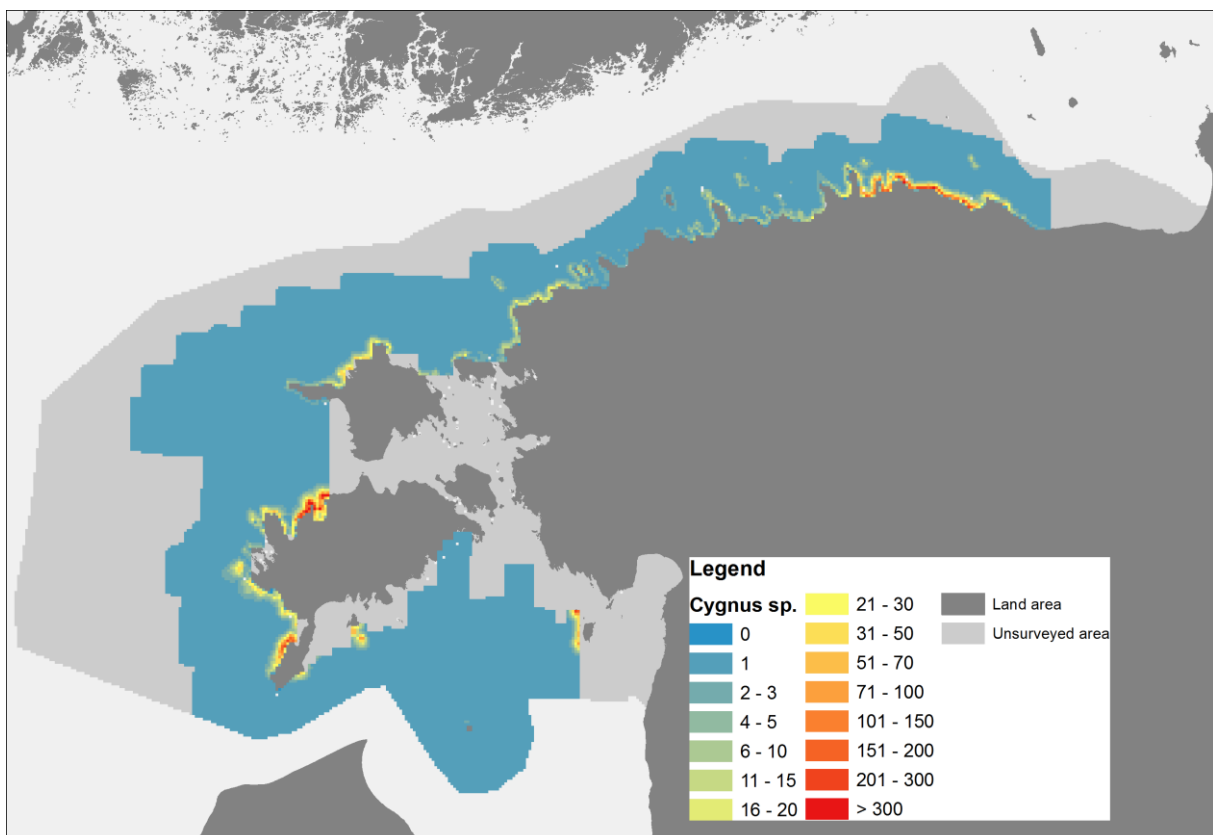 Legend
Cygnus sp.
0
1
2 - 3
4 - 5
6 - 10
11 - 15
16 - 20
21 - 30
31 - 50
51 - 70
71 - 100
101 - 150
151 - 200
201 - 300
> 300
Land area
Unsurveyed area